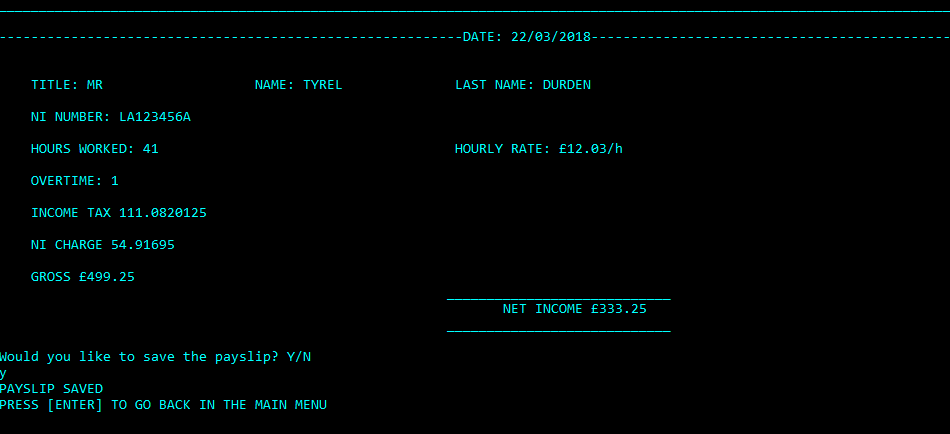 DATE: 22/03/2018
TITLE: MR NAME: TYREL LAST NAME: DURDEN
NI NUMBER: LA123456A
HOURS WORKED: 41 HOURLY RATE: £12.03/h
OVERTIME: 1
INCOME TAX 111.0820125
NI CHARGE 54.91695
GROSS £499.25
NET INCOME £333.25
Would you like to save the payslip? Y/N
y
PAYSLIP SAVED
PRESS [ENTER] TO GO BACK IN THE MAIN MENU